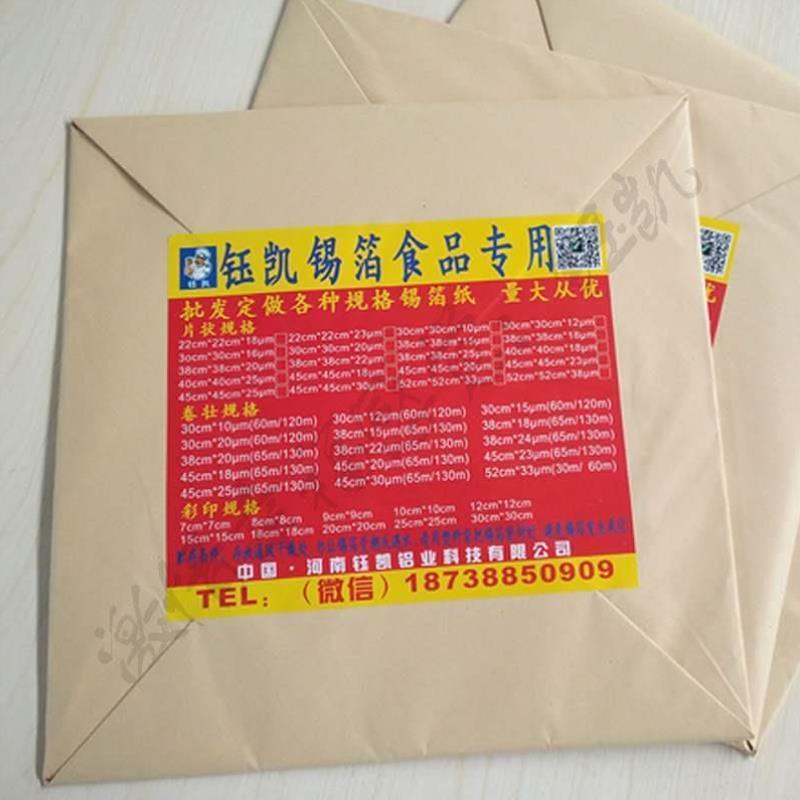 钰凯锡箔食品专用
钰凯
批发定做各种规格锡箔纸 量大从优
片状规格
22cm*22cm*18μm 22cm*22cm*23μm 30cm*30cm*10μm 30cm*30cm*12μm
3ocm*30cm*16μm 30cm*30cm*20μm 38cm*38cm*15μm 38cm*38cm*18μm
38cm*38cm*20μm 38cm*38cm*22μm 38cm*38cm*25μm 40cm*40cm*18μm
40cm*40cm*25μm 45cm*45cm*18μm 45cm*45cm*20μm 45cm*45cm*23μm
45cm*45cm*25μm 45cm*45cm*30μm 52cm*52cm*33μm 52cm*52cm*38μm
卷壮规格
30cm*10μm(60m/120m) 30cm*12μm(60m/120m) 30cm*15μm(60m/120m)
30cm*20μm(60m/120m) 38cm*15μm(65m/130m) 38cm*18μm(65m/130m)
38cm*20μm(65m/130m) 38cm*22μm(65m/130m) 38cm*24μm(65m/130m)
45cm*18μm(65m/130m) 45cm*20μm(65m/130m) 45cm*23μm(65m/130m)
45cm*25μm(65m/130m) 45cm*30μm(65m/130m) 52cm*33μm(30m/ 60m)
彩印规格
7cm*7cm 8cm*8cm 9cm*9cm 10cm*10cm 12cm*12cm
15cm*15cm 18cm*18cm 20cm*20cm 25cm*25cm 30cm*30cm
中国·河南钰凯铝业科技有限公司
TEL：（微信）18738850909
优